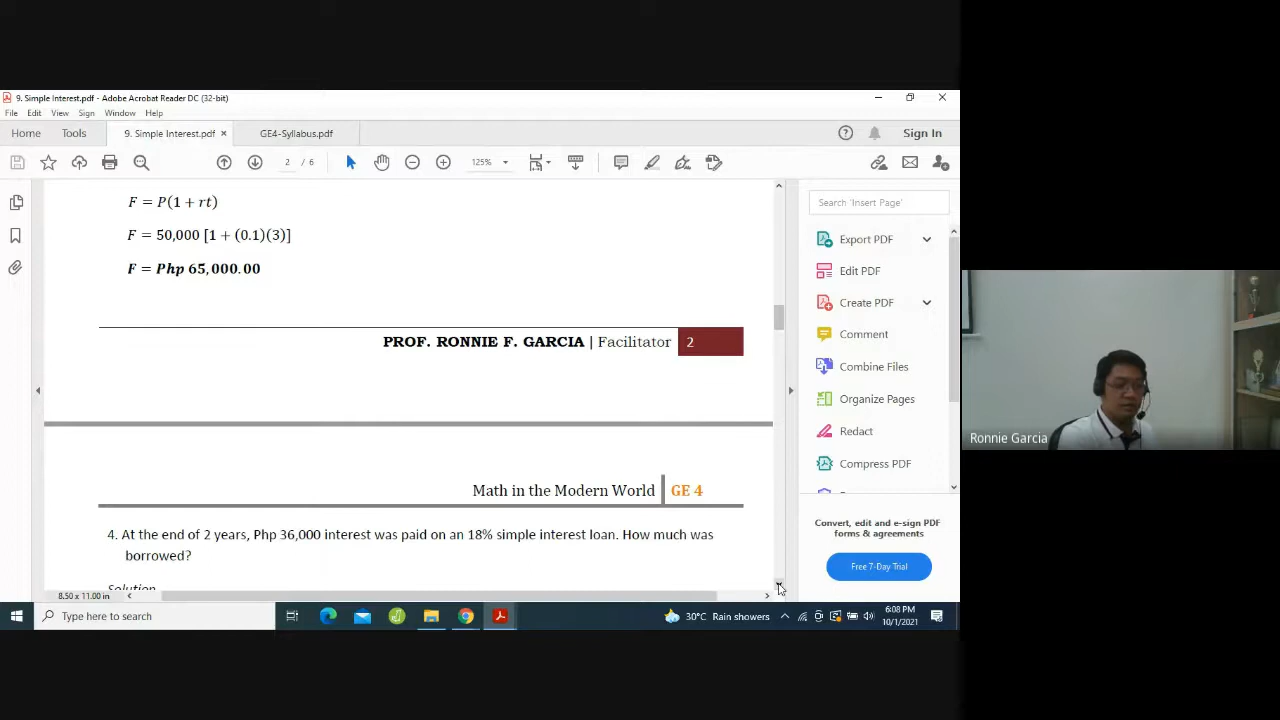 9. Simple Interest.pdf - Adobe Acrobat Reader DC (32-bit)
File Edit View Sign Window Help
Home Tools 9. Simple Interest.pdf × GE4-Syllabus.pdf Sign In
2 / 6 125%
F = P(1 + rt)
F = 50,000 [1 + (0.1)(3)]
F = Php 65,000.00
PROF. RONNIE F. GARCIA | Facilitator 2
Math in the Modern World GE 4
4. At the end of 2 years, Php 36,000 interest was paid on an 18% simple interest loan. How much was
borrowed?
Solution
8.50 x 11.00 in
Search 'Insert Page'
Export PDF
Edit PDF
Create PDF
Comment
Combine Files
Organize Pages
Redact
Compress PDF
Convert, edit and e-sign PDF
forms & agreements
Free 7-Day Trial
Type here to search
30°C Rain showers
6:08 PM
10/1/2021
Ronnie Garcia